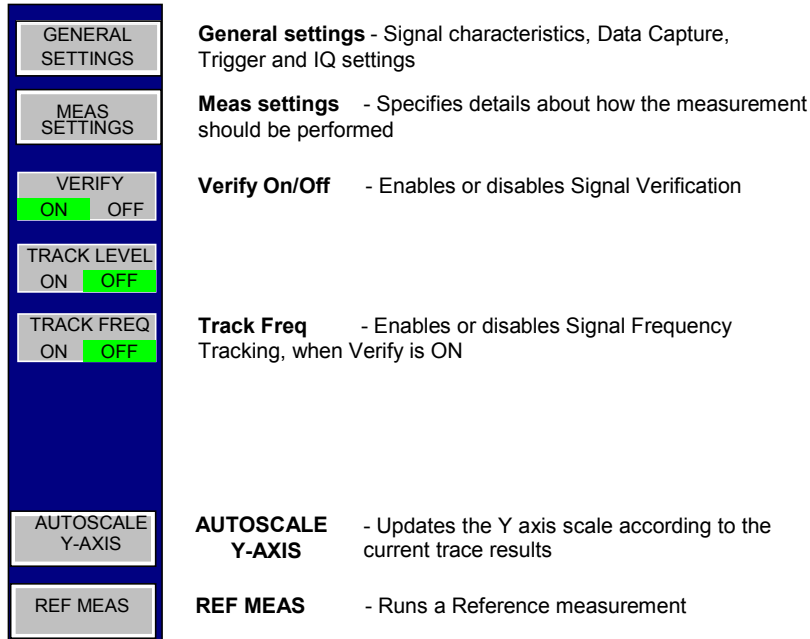 GENERAL
SETTINGS
General settings - Signal characteristics, Data Capture,
Trigger and IQ settings
MEAS
SETTINGS
Meas settings - Specifies details about how the measurement
should be performed
VERIFY
ON OFF
Verify On/Off - Enables or disables Signal Verification
TRACK LEVEL
ON OFF
TRACK FREQ
ON OFF
Track Freq - Enables or disables Signal Frequency
Tracking, when Verify is ON
AUTOSCALE
Y-AXIS
AUTOSCALE - Updates the Y axis scale according to the
Y-AXIS current trace results
REF MEAS
REF MEAS - Runs a Reference measurement